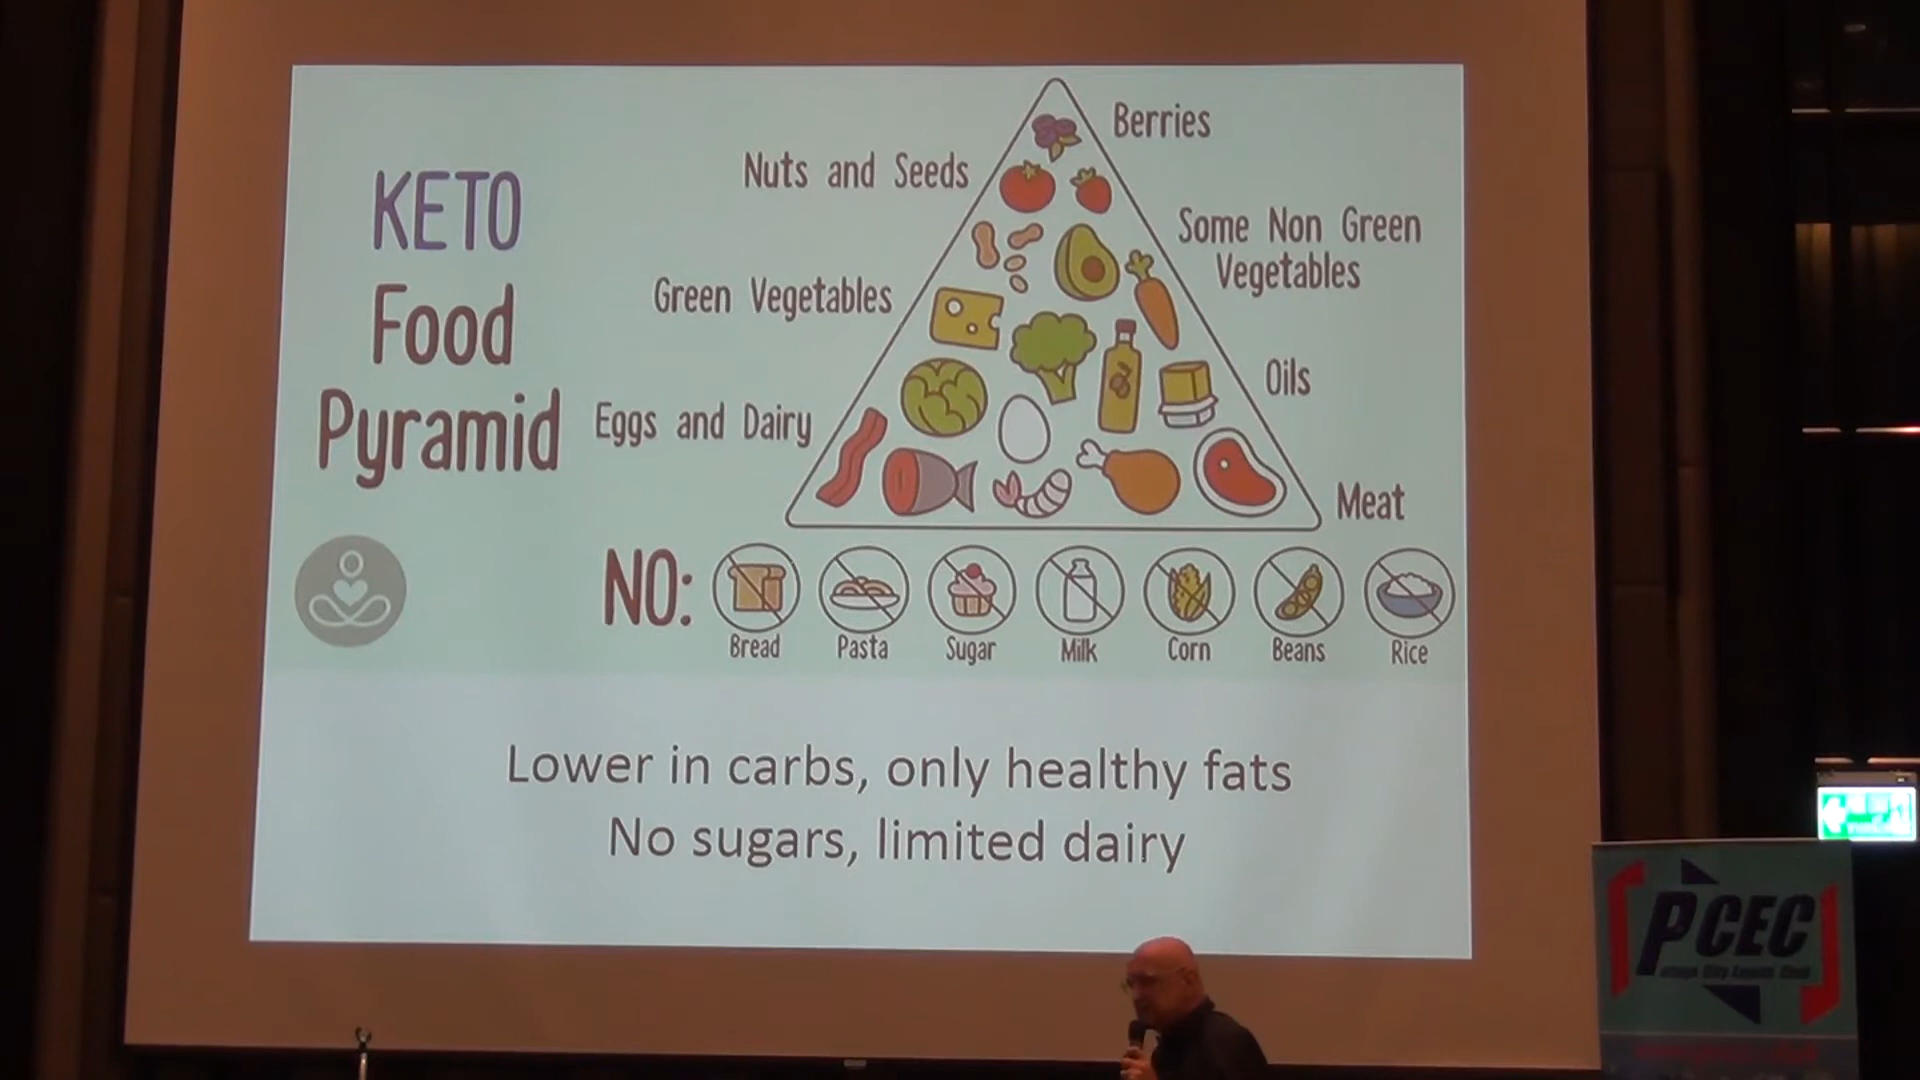 KETO
Food
Pyramid
Berries
Nuts and Seeds
Some Non Green
Vegetables
Green Vegetables
Oils
Eggs and Dairy
Meat
NO:
Bread
Pasta
Sugar
Milk
Corn
Beans
Rice
Lower in carbs, only healthy fats
No sugars, limited dairy
PCEC